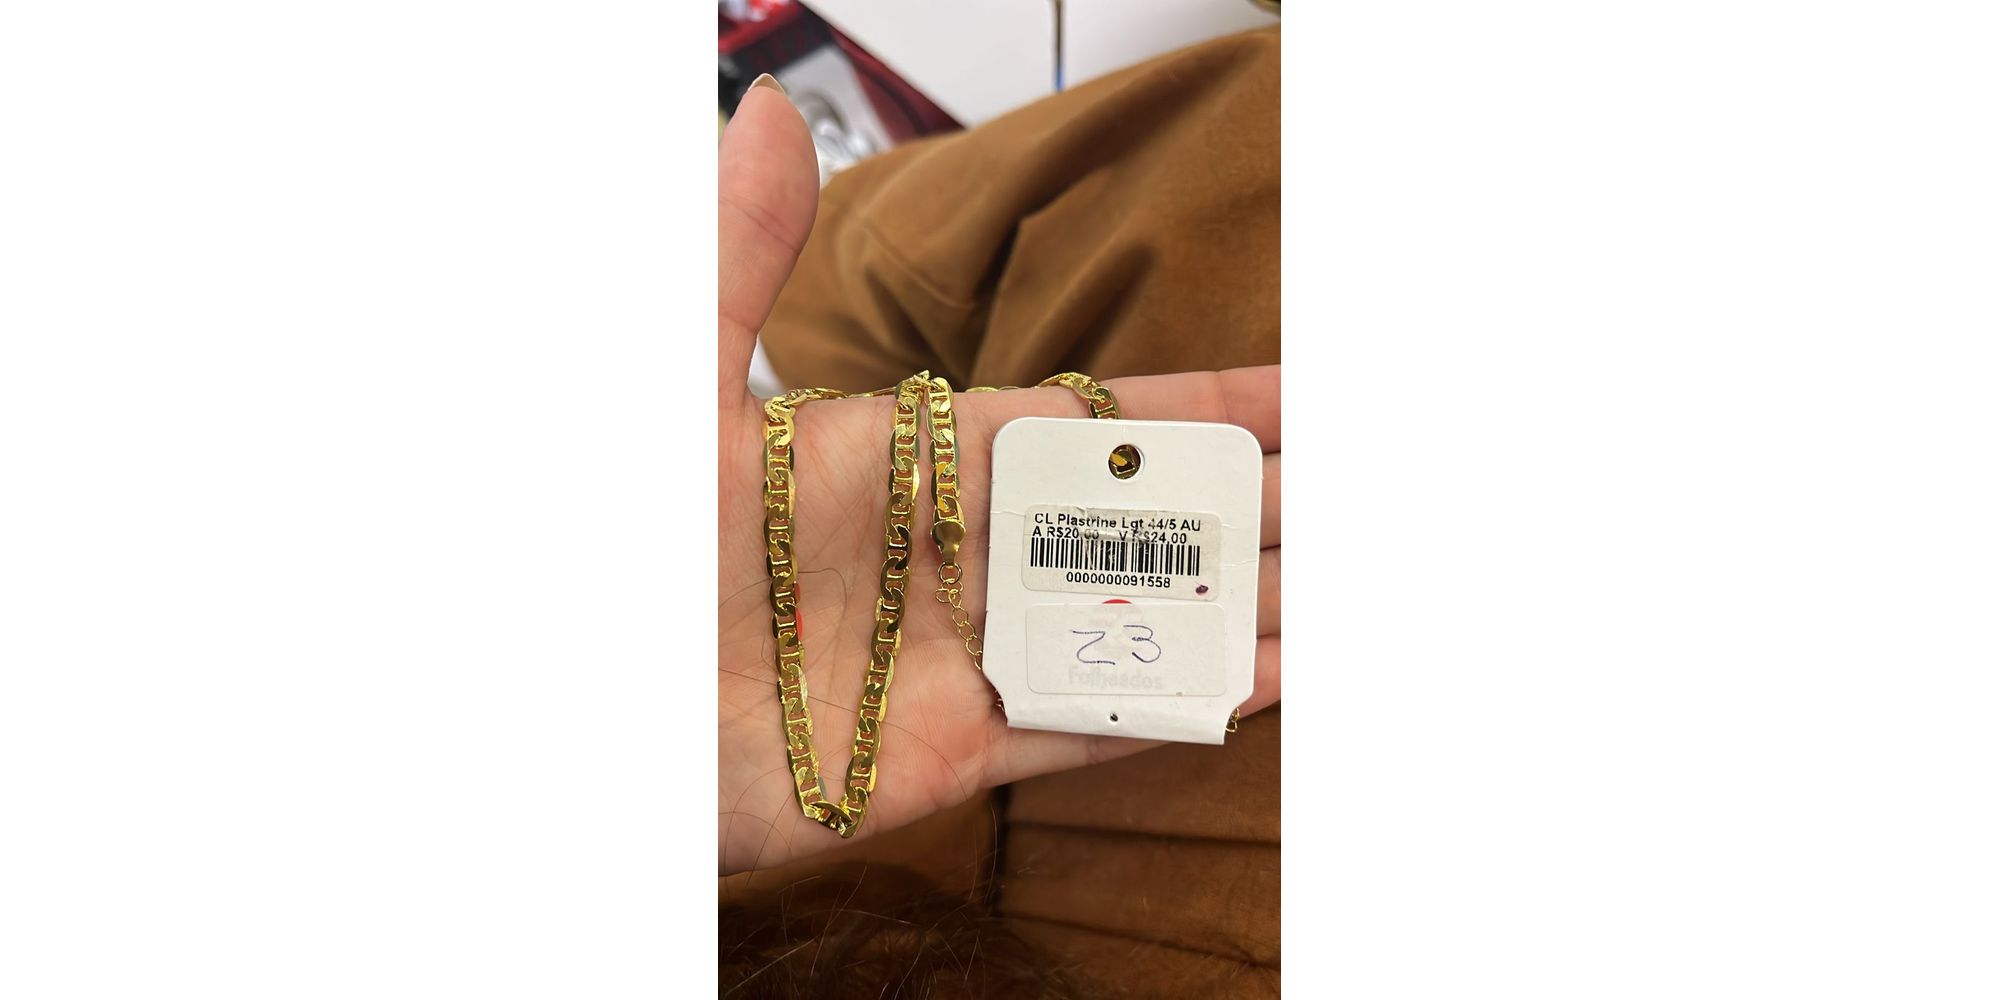 CL Plastrine Lgt 44/5 AU
A R$20,00 V R$24,00
0000000091558
23
Folheados